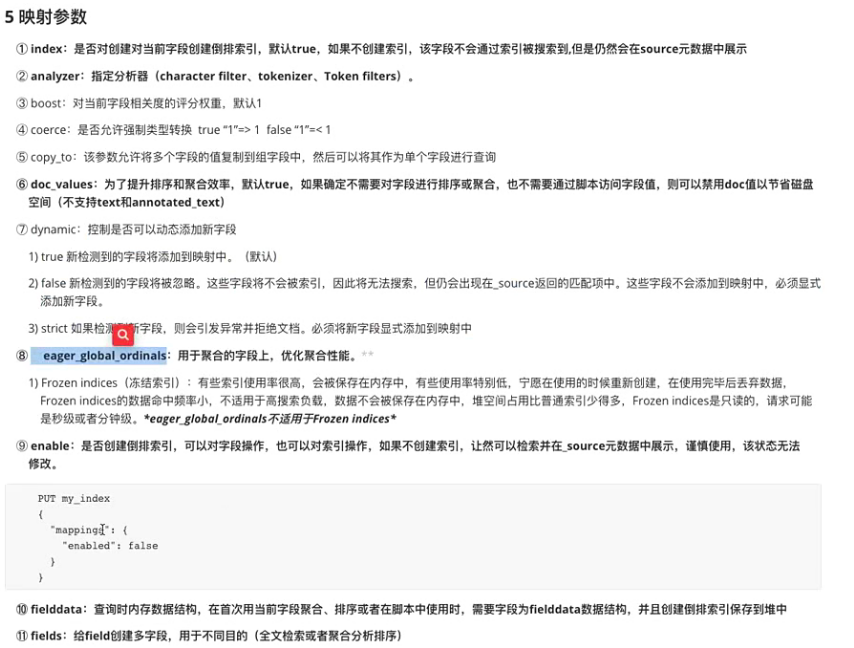 5 映射参数
① index：是否对创建对当前字段创建倒排索引，默认true，如果不创建索引，该字段不会通过索引被搜索到,但是仍然会在source元数据中展示
② analyzer：指定分析器（character filter、tokenizer、Token filters）。
③ boost：对当前字段相关度的评分权重，默认1
④ coerce：是否允许强制类型转换 true “1”=> 1 false “1”=< 1
⑤ copy_to：该参数允许将多个字段的值复制到组字段中，然后可以将其作为单个字段进行查询
⑥ doc_values：为了提升排序和聚合效率，默认true，如果确定不需要对字段进行排序或聚合，也不需要通过脚本访问字段值，则可以禁用doc值以节省磁盘
空间（不支持text和annotated_text）
⑦ dynamic：控制是否可以动态添加新字段
1) true 新检测到的字段将添加到映射中。（默认）
2) false 新检测到的字段将被忽略。这些字段将不会被索引，因此将无法搜索，但仍会出现在_source返回的匹配项中。这些字段不会添加到映射中，必须显式
添加新字段。
3) strict 如果检测 新字段，则会引发异常并拒绝文档。必须将新字段显式添加到映射中
⑧ eager_global_ordinals：用于聚合的字段上，优化聚合性能。**
1) Frozen indices（冻结索引）：有些索引使用率很高，会被保存在内存中，有些使用率特别低，宁愿在使用的时候重新创建，在使用完毕后丢弃数据，
Frozen indices的数据命中频率小，不适用于高搜索负载，数据不会被保存在内存中，堆空间占用比普通索引少得多，Frozen indices是只读的，请求可能
是秒级或者分钟级。*eager_global_ordinals不适用于Frozen indices*
⑨ enable：是否创建倒排索引，可以对字段操作，也可以对索引操作，如果不创建索引，让然可以检索并在_source元数据中展示，谨慎使用，该状态无法
修改。
PUT my_index
{
"mappings": {
"enabled": false
}
}
⑩ fielddata：查询时内存数据结构，在首次用当前字段聚合、排序或者在脚本中使用时，需要字段为fielddata数据结构，并且创建倒排索引保存到堆中
⑪ fields：给field创建多字段，用于不同目的（全文检索或者聚合分析排序）